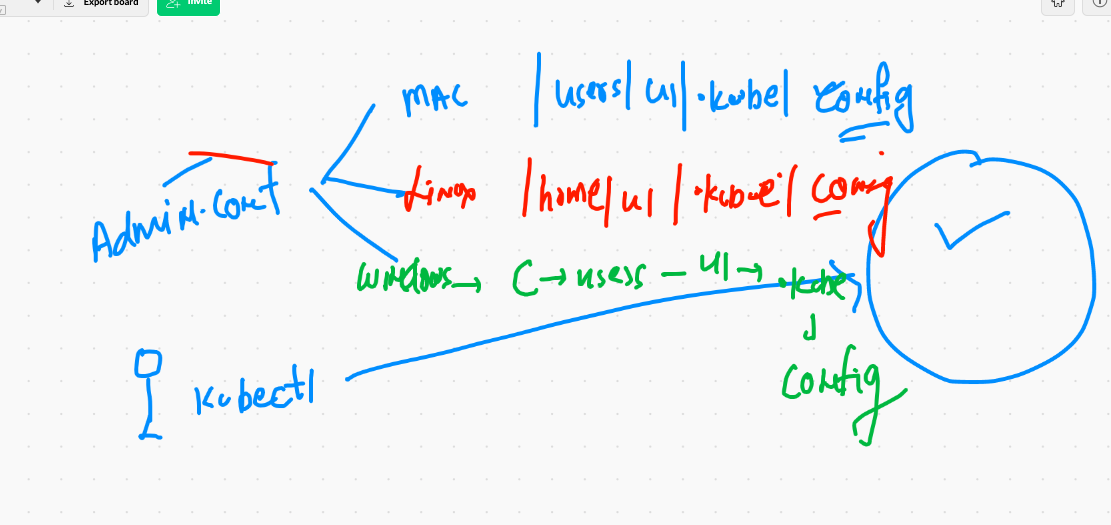 Export board
Invite
MAC /users/u1/.kube/config
Linux /home/u1/.kube/config
Admin.conf
Windows → C → users - u1 → .kube
config
kubectl